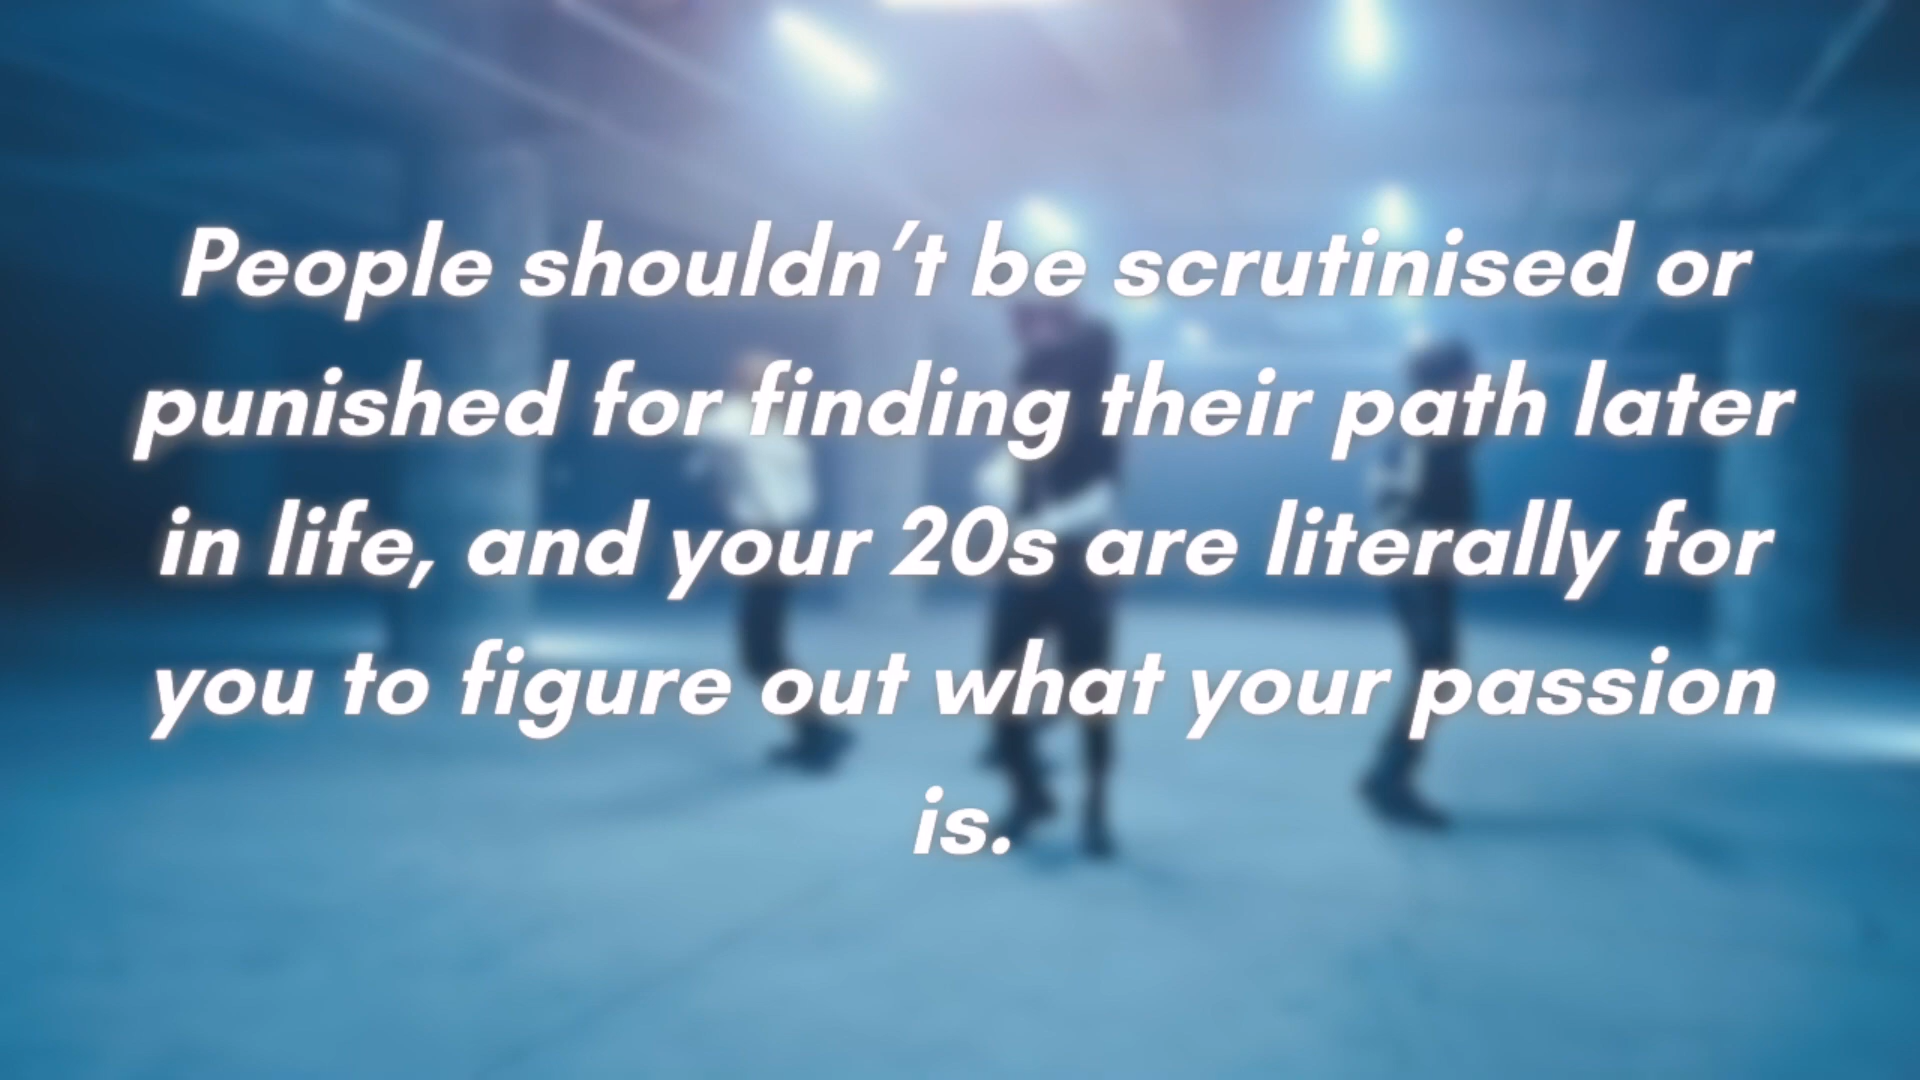 People shouldn't be scrutinised or
punished for finding their path later
in life, and your 20s are literally for
you to figure out what your passion
is.